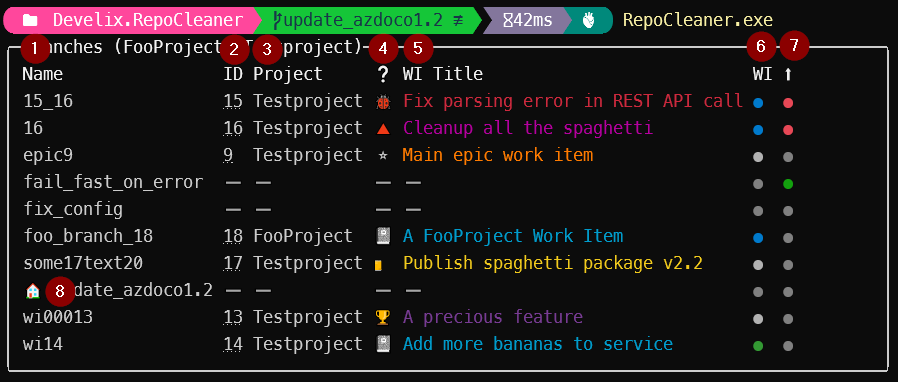 Develix.RepoCleaner update_azdoco1.2 ≢ 42ms RepoCleaner.exe
1 anches (FooProject 2 3 tproject) 4 5 6 7
Name ID Project ? WI Title WI ⬆
15_16 15 Testproject Fix parsing error in REST API call
16 16 Testproject Cleanup all the spaghetti
epic9 9 Testproject Main epic work item
fail_fast_on_error — — — —
fix_config — — — —
foo_branch_18 18 FooProject A FooProject Work Item
some17text20 17 Testproject Publish spaghetti package v2.2
8 date_azdoco1.2 — — — —
wi00013 13 Testproject A precious feature
wi14 14 Testproject Add more bananas to service